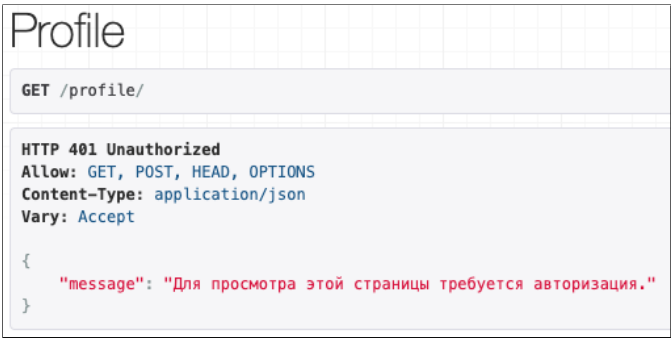 Profile
GET /profile/
HTTP 401 Unauthorized
Allow: GET, POST, HEAD, OPTIONS
Content-Type: application/json
Vary: Accept
{
"message": "Для просмотра этой страницы требуется авторизация."
}